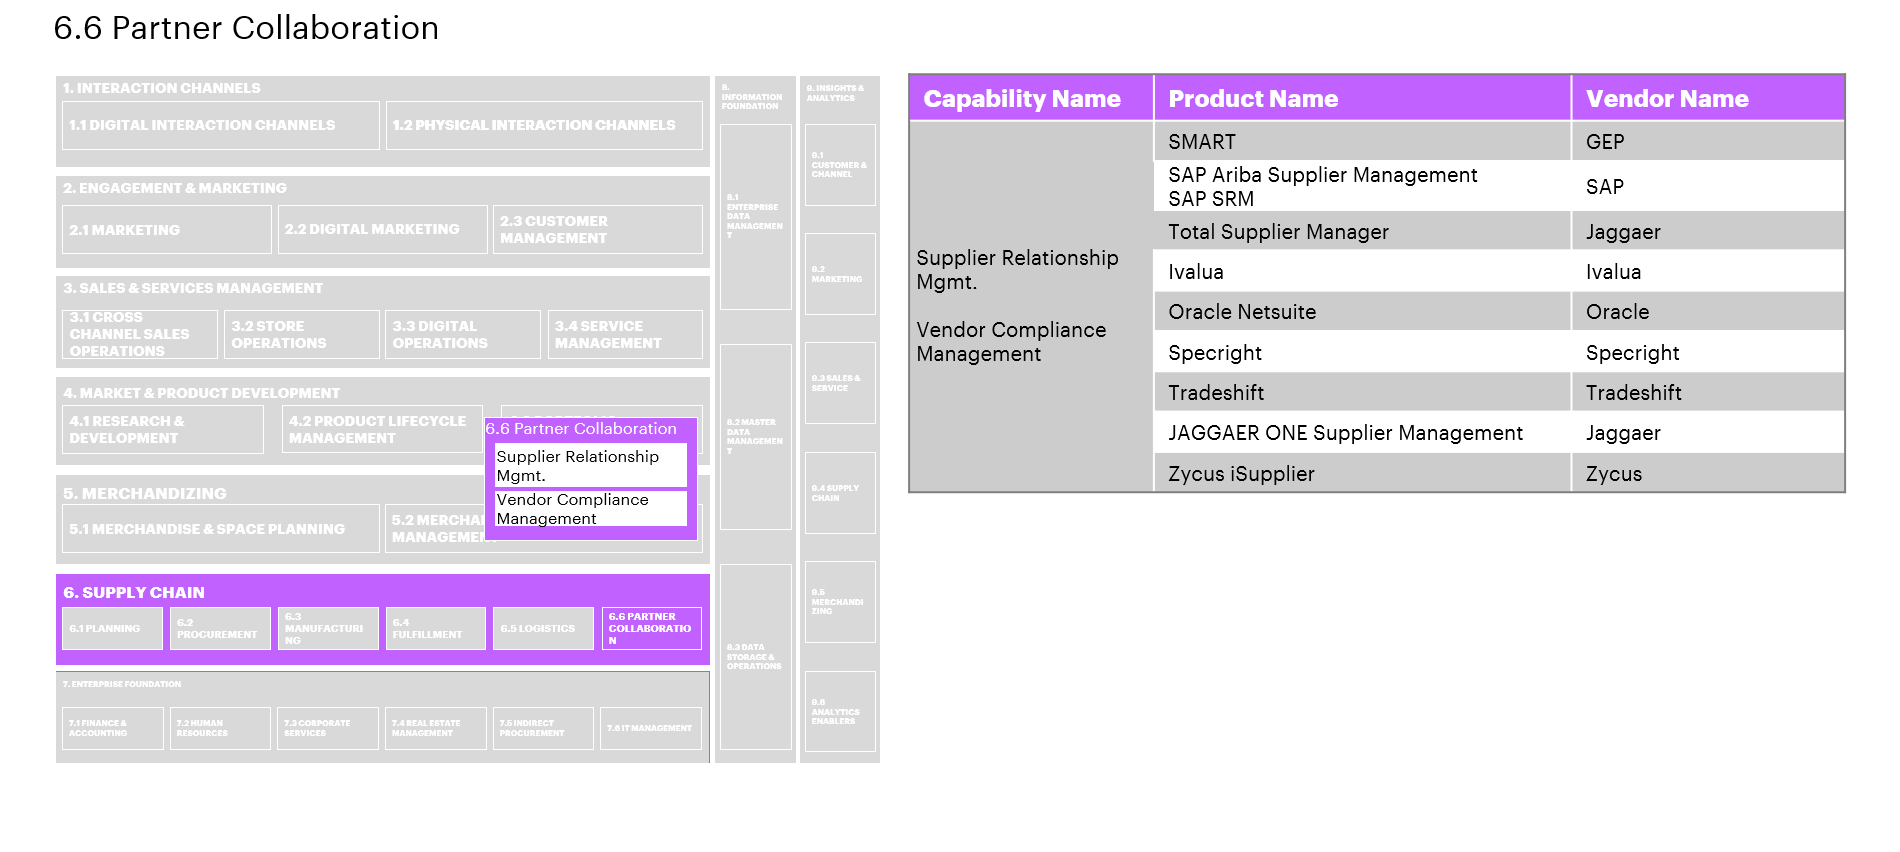 6.6 Partner Collaboration
1. INTERACTION CHANNELS
1.1 DIGITAL INTERACTION CHANNELS
1.2 PHYSICAL INTERACTION CHANNELS
2. ENGAGEMENT & MARKETING
2.1 MARKETING
2.2 DIGITAL MARKETING
2.3 CUSTOMER
MANAGEMENT
3. SALES & SERVICES MANAGEMENT
3.1 CROSS
CHANNEL SALES
OPERATIONS
3.2 STORE
OPERATIONS
3.3 DIGITAL
OPERATIONS
3.4 SERVICE
MANAGEMENT
4. MARKET & PRODUCT DEVELOPMENT
4.1 RESEARCH &
DEVELOPMENT
4.2 PRODUCT LIFECYCLE
MANAGEMENT
6.6 Partner Collaboration
Supplier Relationship
Mgmt.
Vendor Compliance
Management
5. MERCHANDIZING
5.1 MERCHANDISE & SPACE PLANNING
5.2 MERCHA
MANAGEMEN
6. SUPPLY CHAIN
6.1 PLANNING
6.2
PROCUREMENT
6.3
MANUFACTURI
NG
6.4
FULFILLMENT
6.5 LOGISTICS
6.6 PARTNER
COLLABORATIO
N
7. ENTERPRISE FOUNDATION
7.1 FINANCE &
ACCOUNTING
7.2 HUMAN
RESOURCES
7.3 CORPORATE
SERVICES
7.4 REAL ESTATE
MANAGEMENT
7.5 INDIRECT
PROCUREMENT
7.6 IT MANAGEMENT
8.
INFORMATION
FOUNDATION
8.1
ENTERPRISE
DATA
MANAGEMEN
T
8.2 MASTER
DATA
MANAGEMEN
T
8.3 DATA
STORAGE &
OPERATIONS
9. INSIGHTS &
ANALYTICS
9.1
CUSTOMER &
CHANNEL
9.2
MARKETING
9.3 SALES &
SERVICE
9.4 SUPPLY
CHAIN
9.5
MERCHANDI
ZING
9.6
ANALYTICS
ENABLERS
Capability Name Product Name Vendor Name
Supplier Relationship
Mgmt.
Vendor Compliance
Management
SMART GEP
SAP Ariba Supplier Management
SAP SRM
SAP
Total Supplier Manager Jaggaer
Ivalua Ivalua
Oracle Netsuite Oracle
Specright Specright
Tradeshift Tradeshift
JAGGAER ONE Supplier Management Jaggaer
Zycus iSupplier Zycus